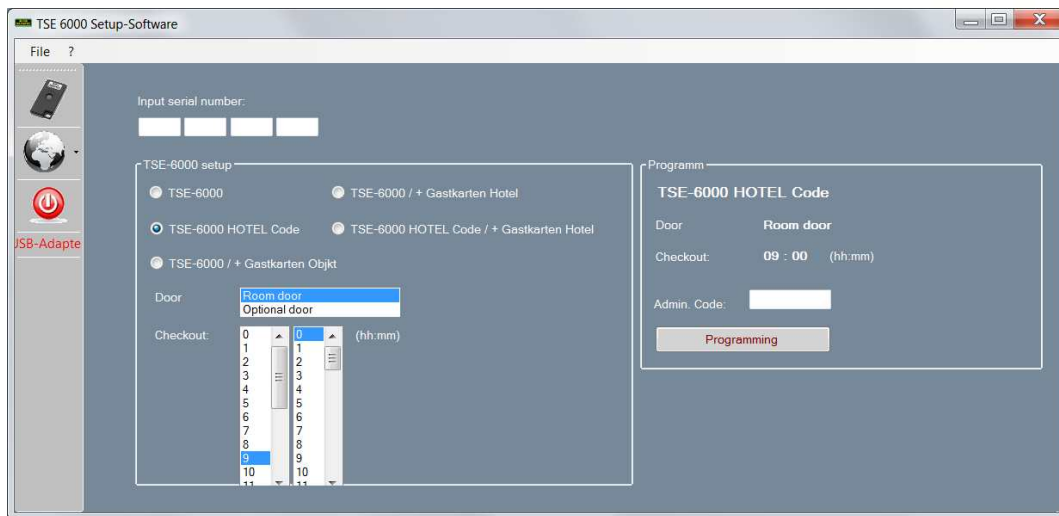 TSE 6000 Setup-Software
File ?
Input serial number:
TSE-6000 setup
TSE-6000
TSE-6000 / + Gastkarten Hotel
TSE-6000 HOTEL Code
TSE-6000 HOTEL Code / + Gastkarten Hotel
TSE-6000 / + Gastkarten Objkt
Door
Room door
Optional door
Checkout:
0 0 (hh:mm)
1 1
2 2
3 3
4 4
5 5
6 6
7 7
8 8
9 9
10 10
11 11
JSB-Adapte
Programm
TSE-6000 HOTEL Code
Door Room door
Checkout: 09 : 00 (hh:mm)
Admin. Code:
Programming